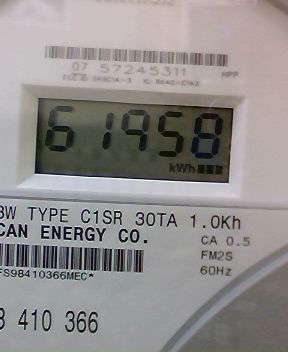 07 57245311 HPP
61958
kWh
3W TYPE C1SR 30TA 1.0Kh
CAN ENERGY CO. CA 0.5
FM2S
60Hz
FS98410366MEC*
410 366